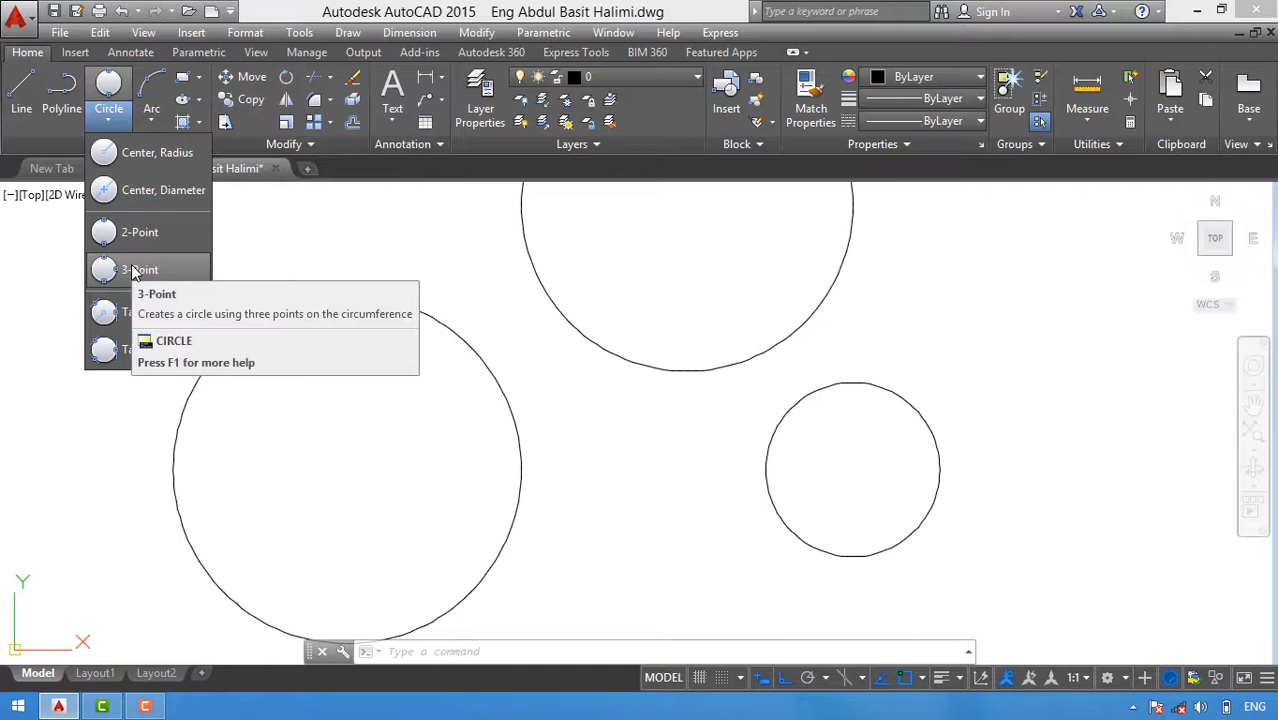 Autodesk AutoCAD 2015 Eng Abdul Basit Halimi.dwg
Type a keyword or phrase
Sign In
File Edit View Insert Format Tools Draw Dimension Modify Parametric Window Help Express
Home Insert Annotate Parametric View Manage Output Add-ins Autodesk 360 Express Tools BIM 360 Featured Apps
Line
Polyline
Circle
Arc
Move
Copy
Text
Layer
Properties
0
Insert
Match
Properties
ByLayer
ByLayer
ByLayer
Group
Measure
Paste
Base
Modify
Layers
Block
Properties
Groups
Utilities
Clipboard
View
New Tab
Basit Halimi*
[−][Top][2D Wire
Center, Radius
Center, Diameter
2-Point
3-Point
3-Point
Creates a circle using three points on the circumference
CIRCLE
Press F1 for more help
N
W
TOP
E
S
WCS
Y
X
Type a command
Model Layout1 Layout2
MODEL
1:1
ENG